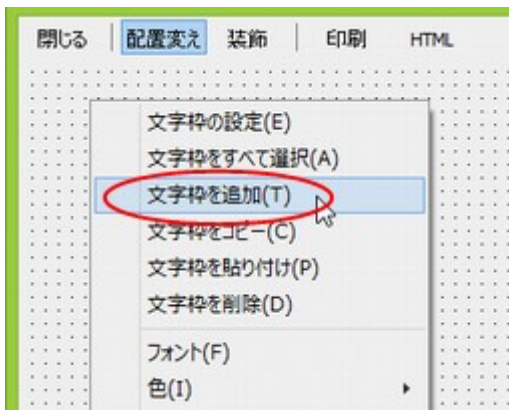 閉じる 配置変え 装飾 印刷 HTML
文字枠の設定(E)
文字枠をすべて選択(A)
文字枠を追加(T)
文字枠をコピー(C)
文字枠を貼り付け(P)
文字枠を削除(D)
フォント(F)
色(I)